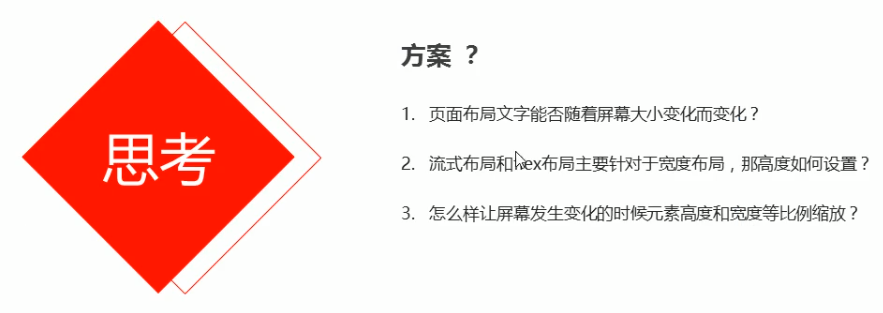 思考
方案 ？
1. 页面布局文字能否随着屏幕大小变化而变化？
2. 流式布局和flex布局主要针对于宽度布局，那高度如何设置？
3. 怎么样让屏幕发生变化的时候元素高度和宽度等比例缩放？